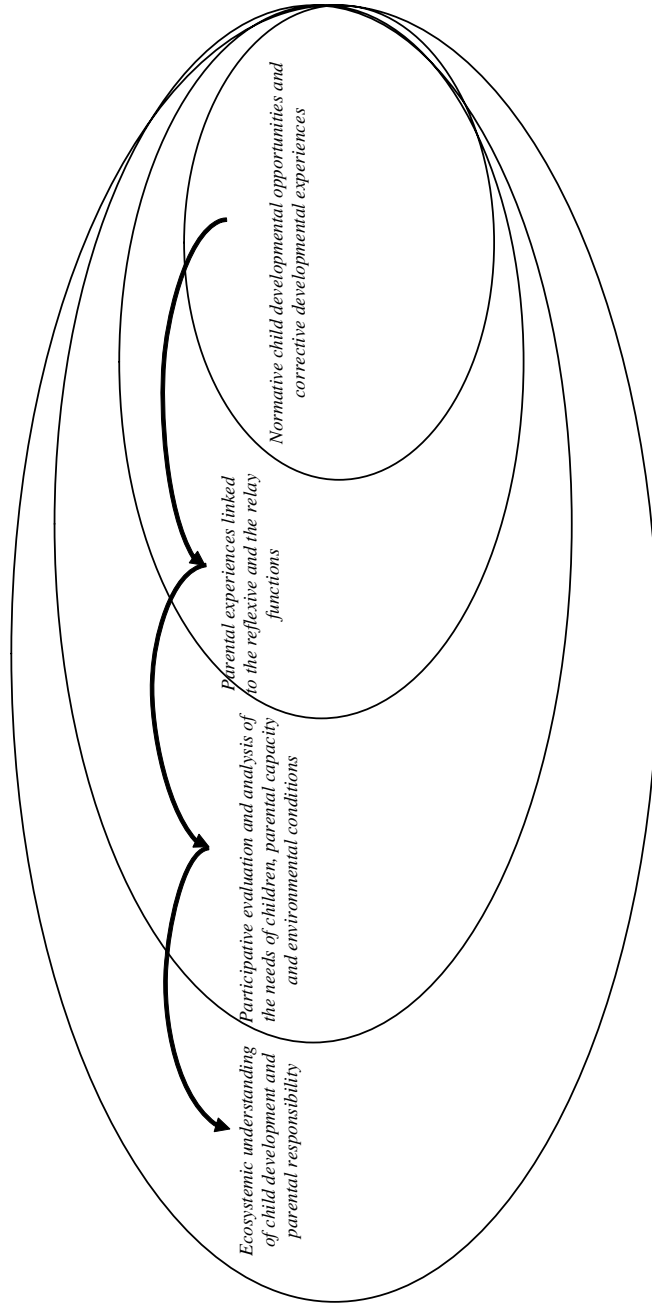 Normative child developmental opportunities and
corrective developmental experiences
Parental experiences linked
to the reflexive and the relay
functions
Participative evaluation and analysis of
the needs of children, parental capacity
and environmental conditions
Ecosystemic understanding
of child development and
parental responsibility